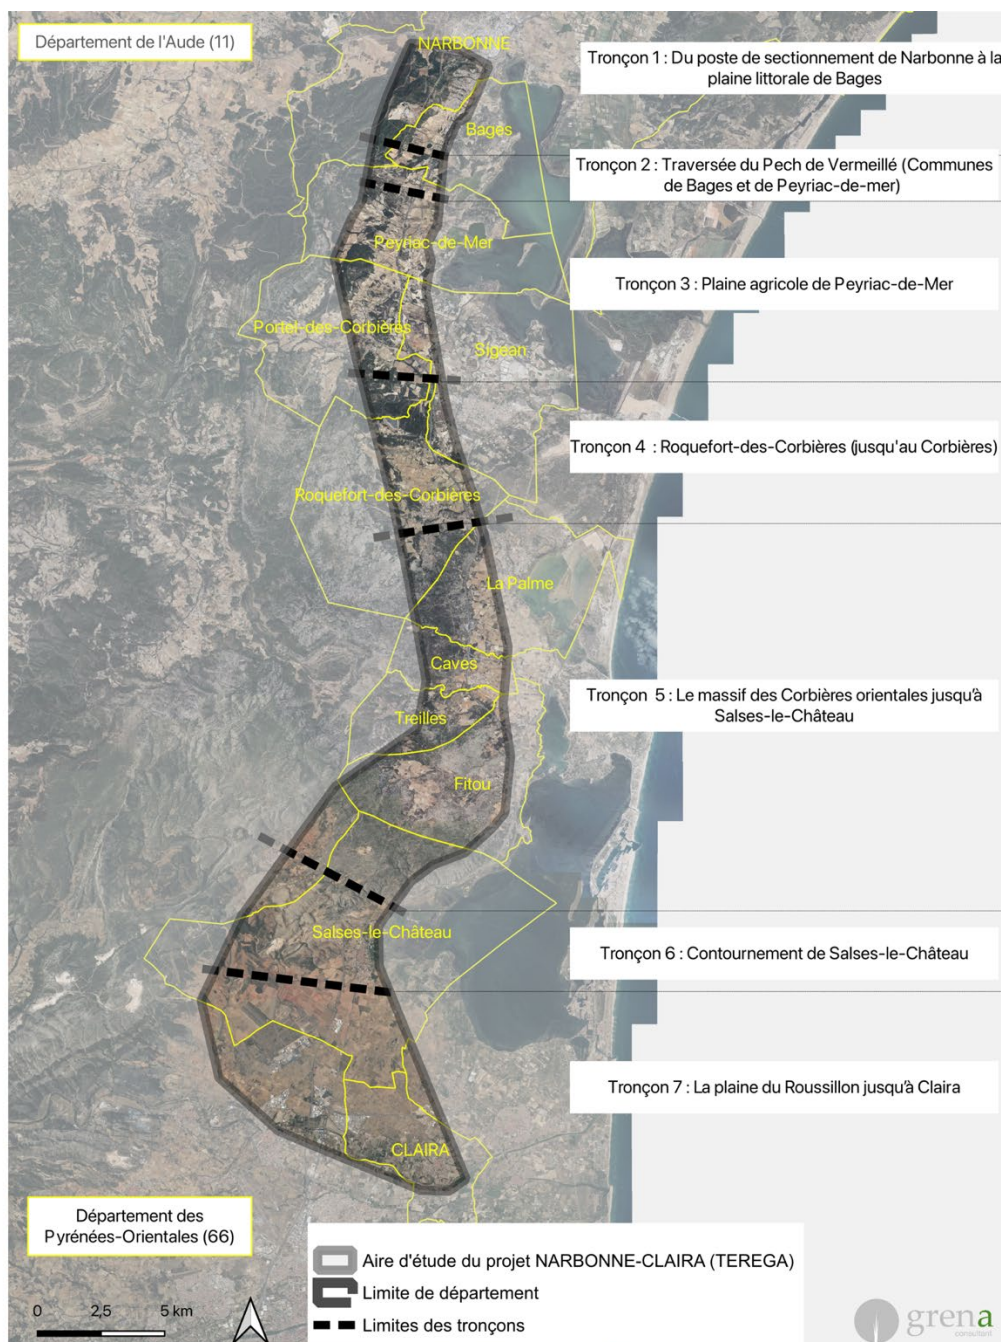 Département de l'Aude (11)
NARBONNE
Tronçon 1 : Du poste de sectionnement de Narbonne à la
plaine littorale de Bages
Bages
Tronçon 2 : Traversée du Pech de Vermeillé (Communes
de Bages et de Peyriac-de-mer)
Peyriac-de-Mer
Tronçon 3 : Plaine agricole de Peyriac-de-Mer
Portel-des-Corbières
Sigean
Tronçon 4 : Roquefort-des-Corbières (jusqu'au Corbières)
Roquefort-des-Corbières
La Palme
Caves
Tronçon 5 : Le massif des Corbières orientales jusqu'à
Salses-le-Château
Treilles
Fitou
Salses-le-Château
Tronçon 6 : Contournement de Salses-le-Château
Tronçon 7 : La plaine du Roussillon jusqu'à Claira
CLAIRA
Département des
Pyrénées-Orientales (66)
Aire d'étude du projet NARBONNE-CLAIRA (TEREGA)
Limite de département
Limites des tronçons
0 2,5 5 km
grena
consultant